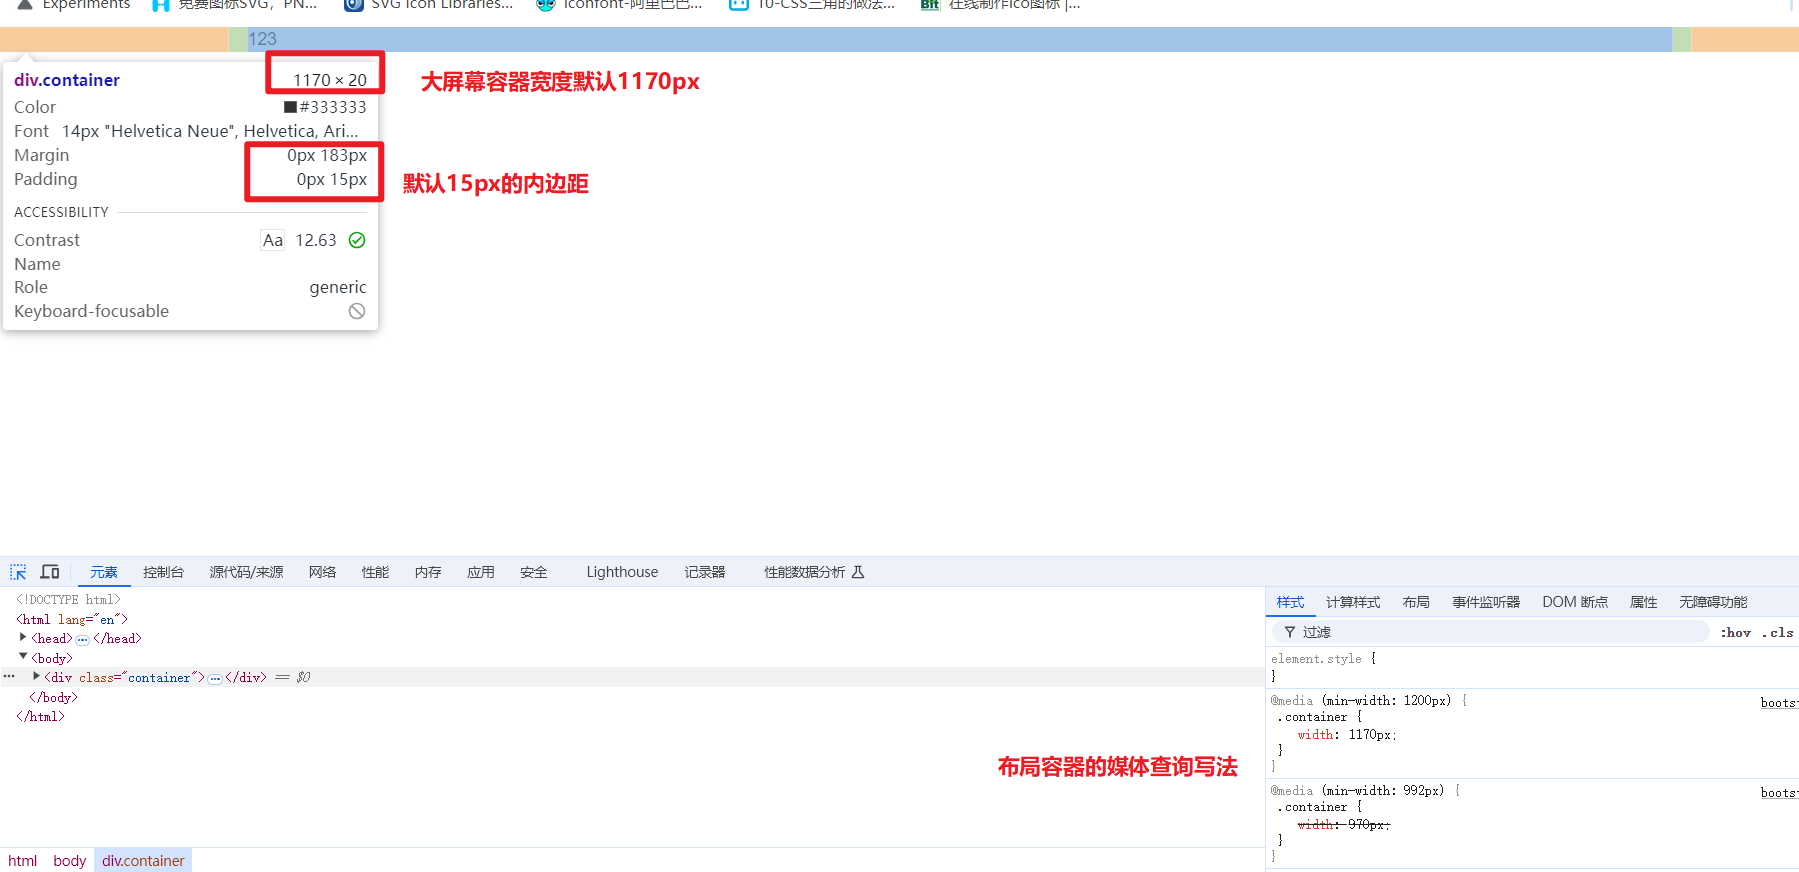 Experiments 免费图标SVG，PN... SVG Icon Libraries... Iconfont-阿里巴巴... 10-CSS三角的做法... Bit 在线制作ico图标 |...
123
div.container 1170 × 20
大屏幕容器宽度默认1170px
Color #333333
Font 14px "Helvetica Neue", Helvetica, Ari...
Margin 0px 183px
Padding 0px 15px
默认15px的内边距
ACCESSIBILITY
Contrast Aa 12.63
Name
Role generic
Keyboard-focusable
元素 控制台 源代码/来源 网络 性能 内存 应用 安全 Lighthouse 记录器 性能数据分析
<!DOCTYPE html>
<html lang="en">
<head>…</head>
<body>
… <div class="container">…</div> == $0
</body>
</html>
布局容器的媒体查询写法
html body div.container
样式 计算样式 布局 事件监听器 DOM 断点 属性 无障碍功能
过滤 :hov .cls
element.style {
}
@media (min-width: 1200px) { boots
.container {
width: 1170px;
}
}
@media (min-width: 992px) { boots
.container {
width: 970px;
}
}